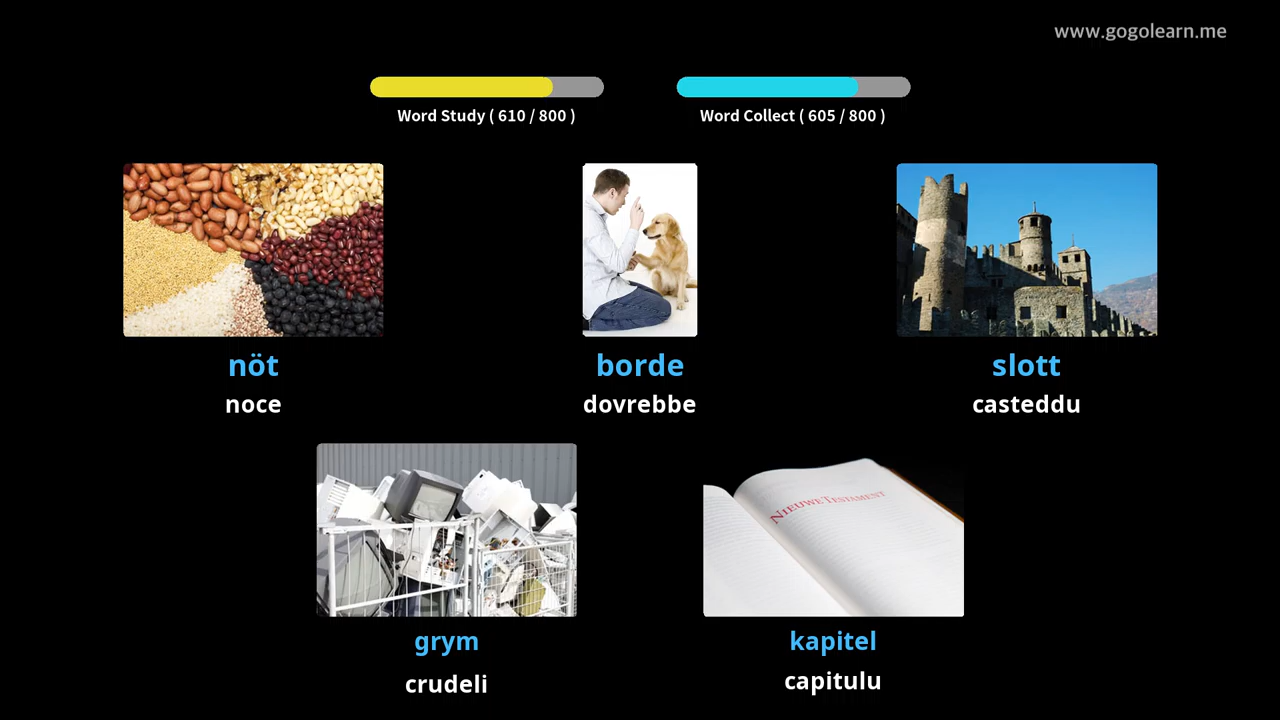 www.gogolearn.me
Word Study ( 610 / 800 )
Word Collect ( 605 / 800 )
nöt
noce
borde
dovrebbe
slott
casteddu
NIEUWE TESTAMENT
grym
crudeli
kapitel
capitulu